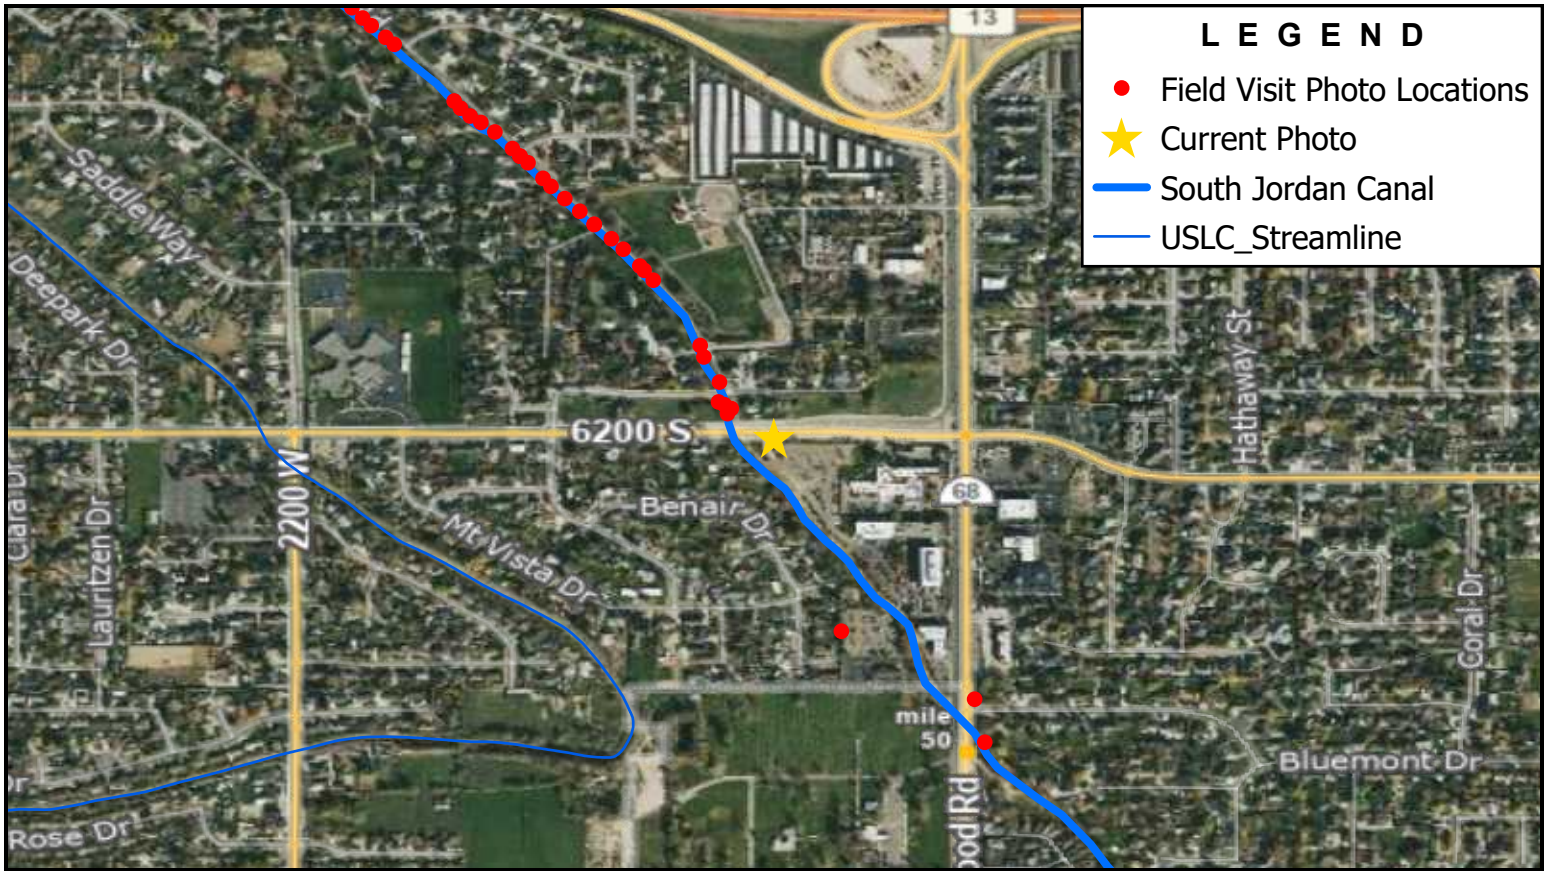 L E G E N D
Field Visit Photo Locations
Current Photo
South Jordan Canal
USLC_Streamline
13
Saddle Way
Deepark Dr
Hathaway St
6200 S
68
2200 W
Benair Dr
Clara Dr
Lauritzen Dr
Mt Vista Dr
Coral Dr
mile
50
Bluemont Dr
ood Rd
Dr
Rose Dr